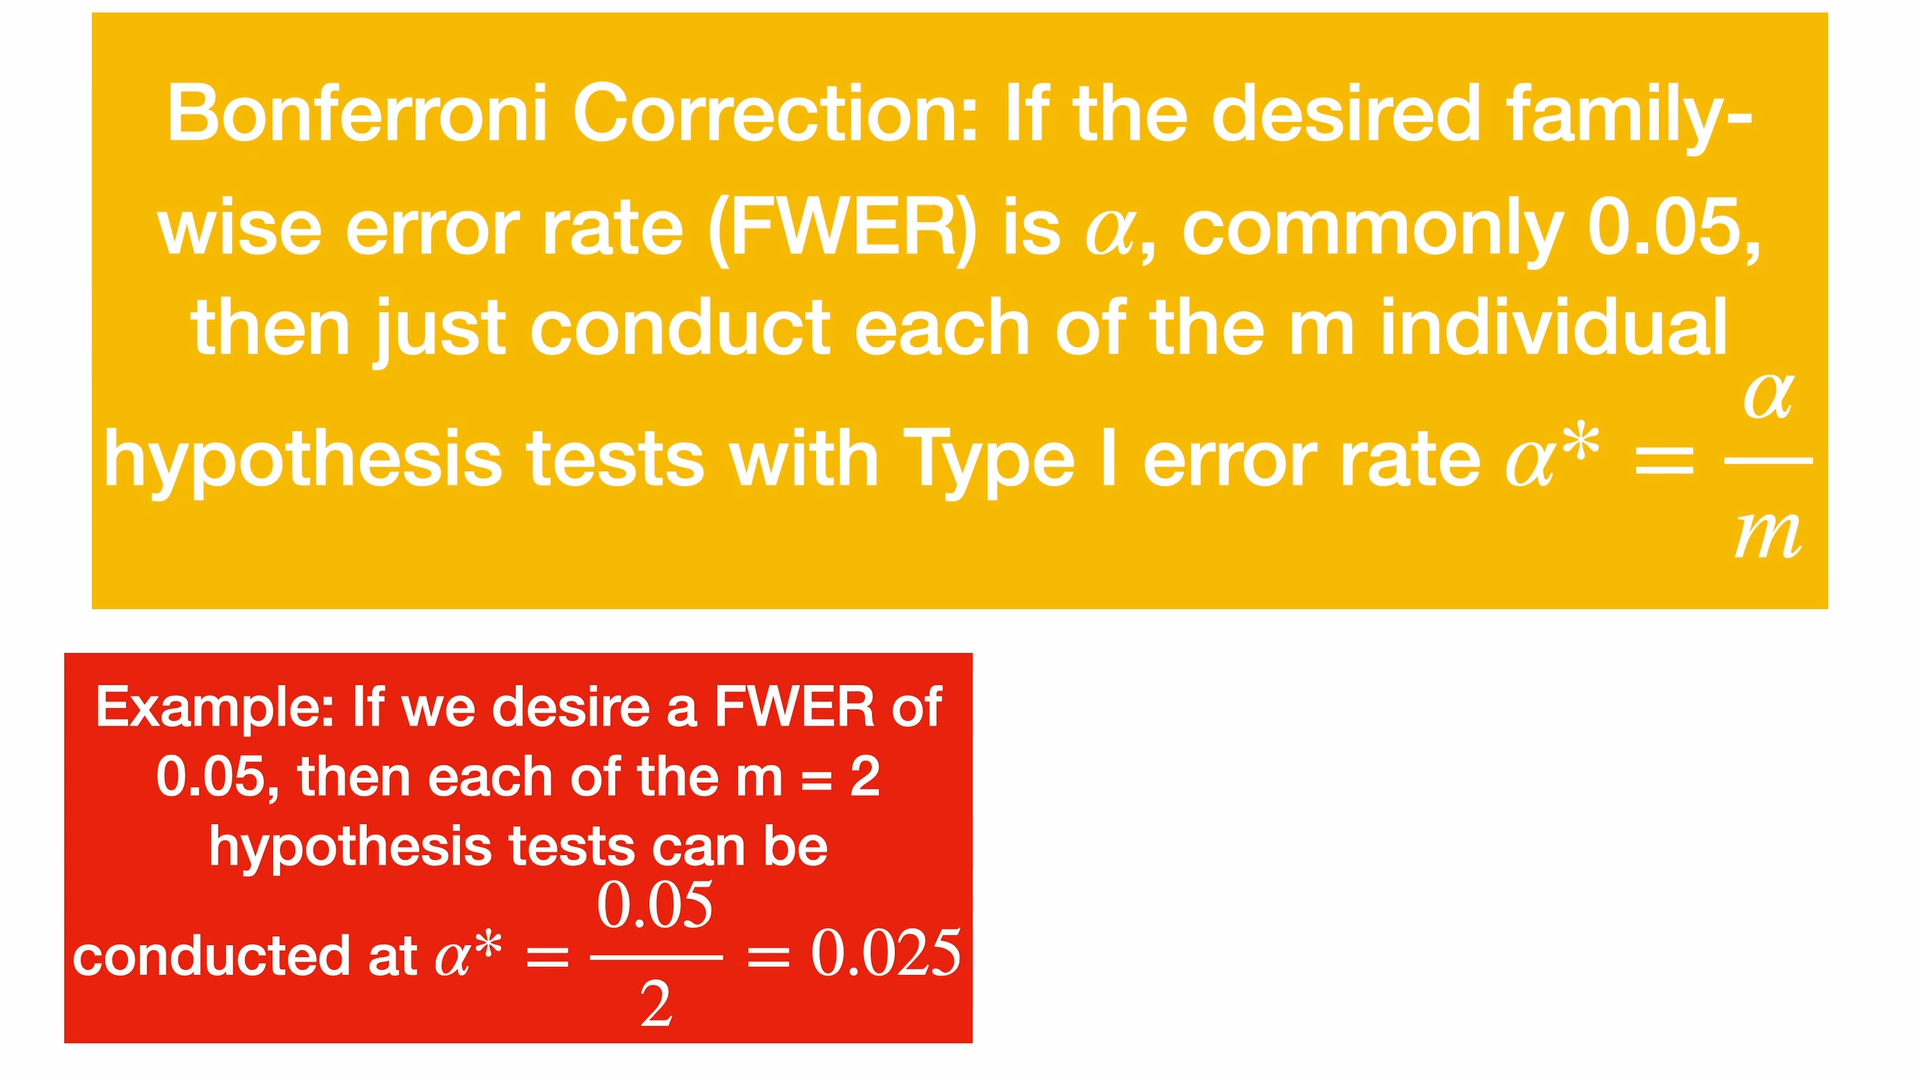 Bonferroni Correction: If the desired family-
wise error rate (FWER) is α, commonly 0.05,
then just conduct each of the m individual
hypothesis tests with Type I error rate α* = α/m
Example: If we desire a FWER of
0.05, then each of the m = 2
hypothesis tests can be
conducted at α* = 0.05/2 = 0.025